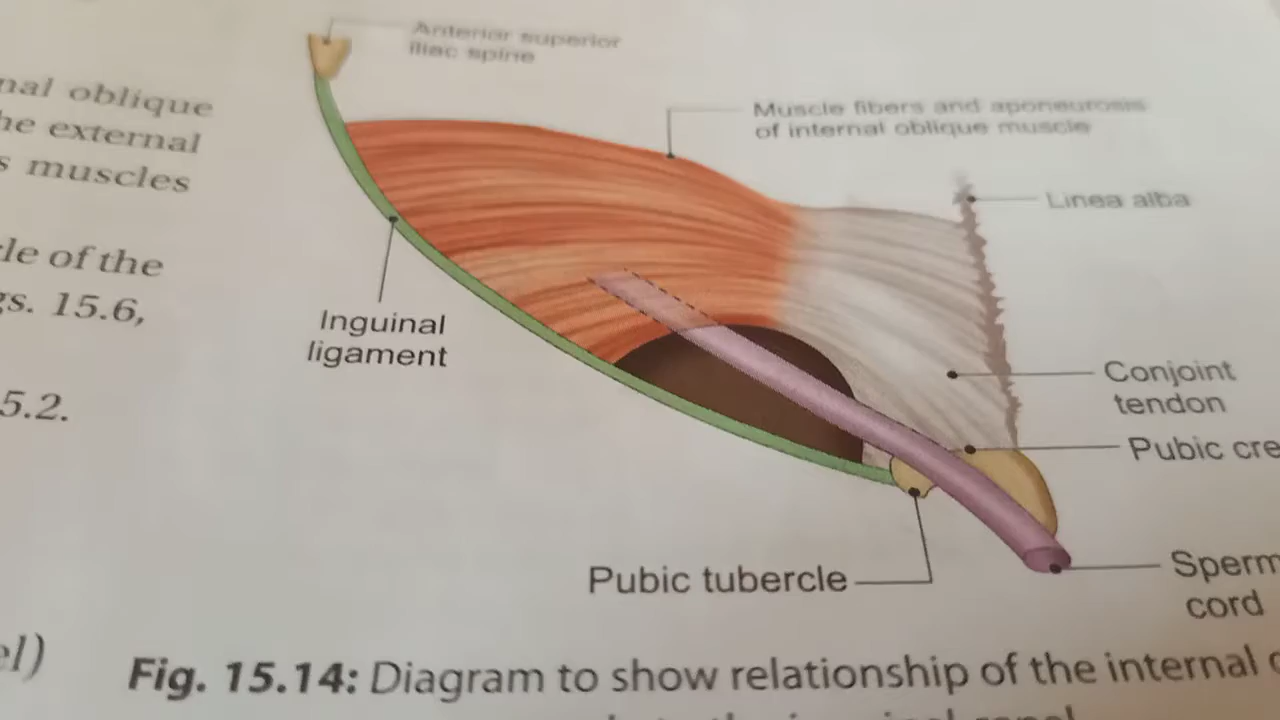 Anterior superior
iliac spine
nal oblique
he external
s muscles
Muscle fibers and aponeurosis
of internal oblique muscle
Linea alba
le of the
gs. 15.6,
Inguinal
ligament
5.2.
Conjoint
tendon
Pubic cre
Pubic tubercle
Sperm
cord
el)
Fig. 15.14: Diagram to show relationship of the internal